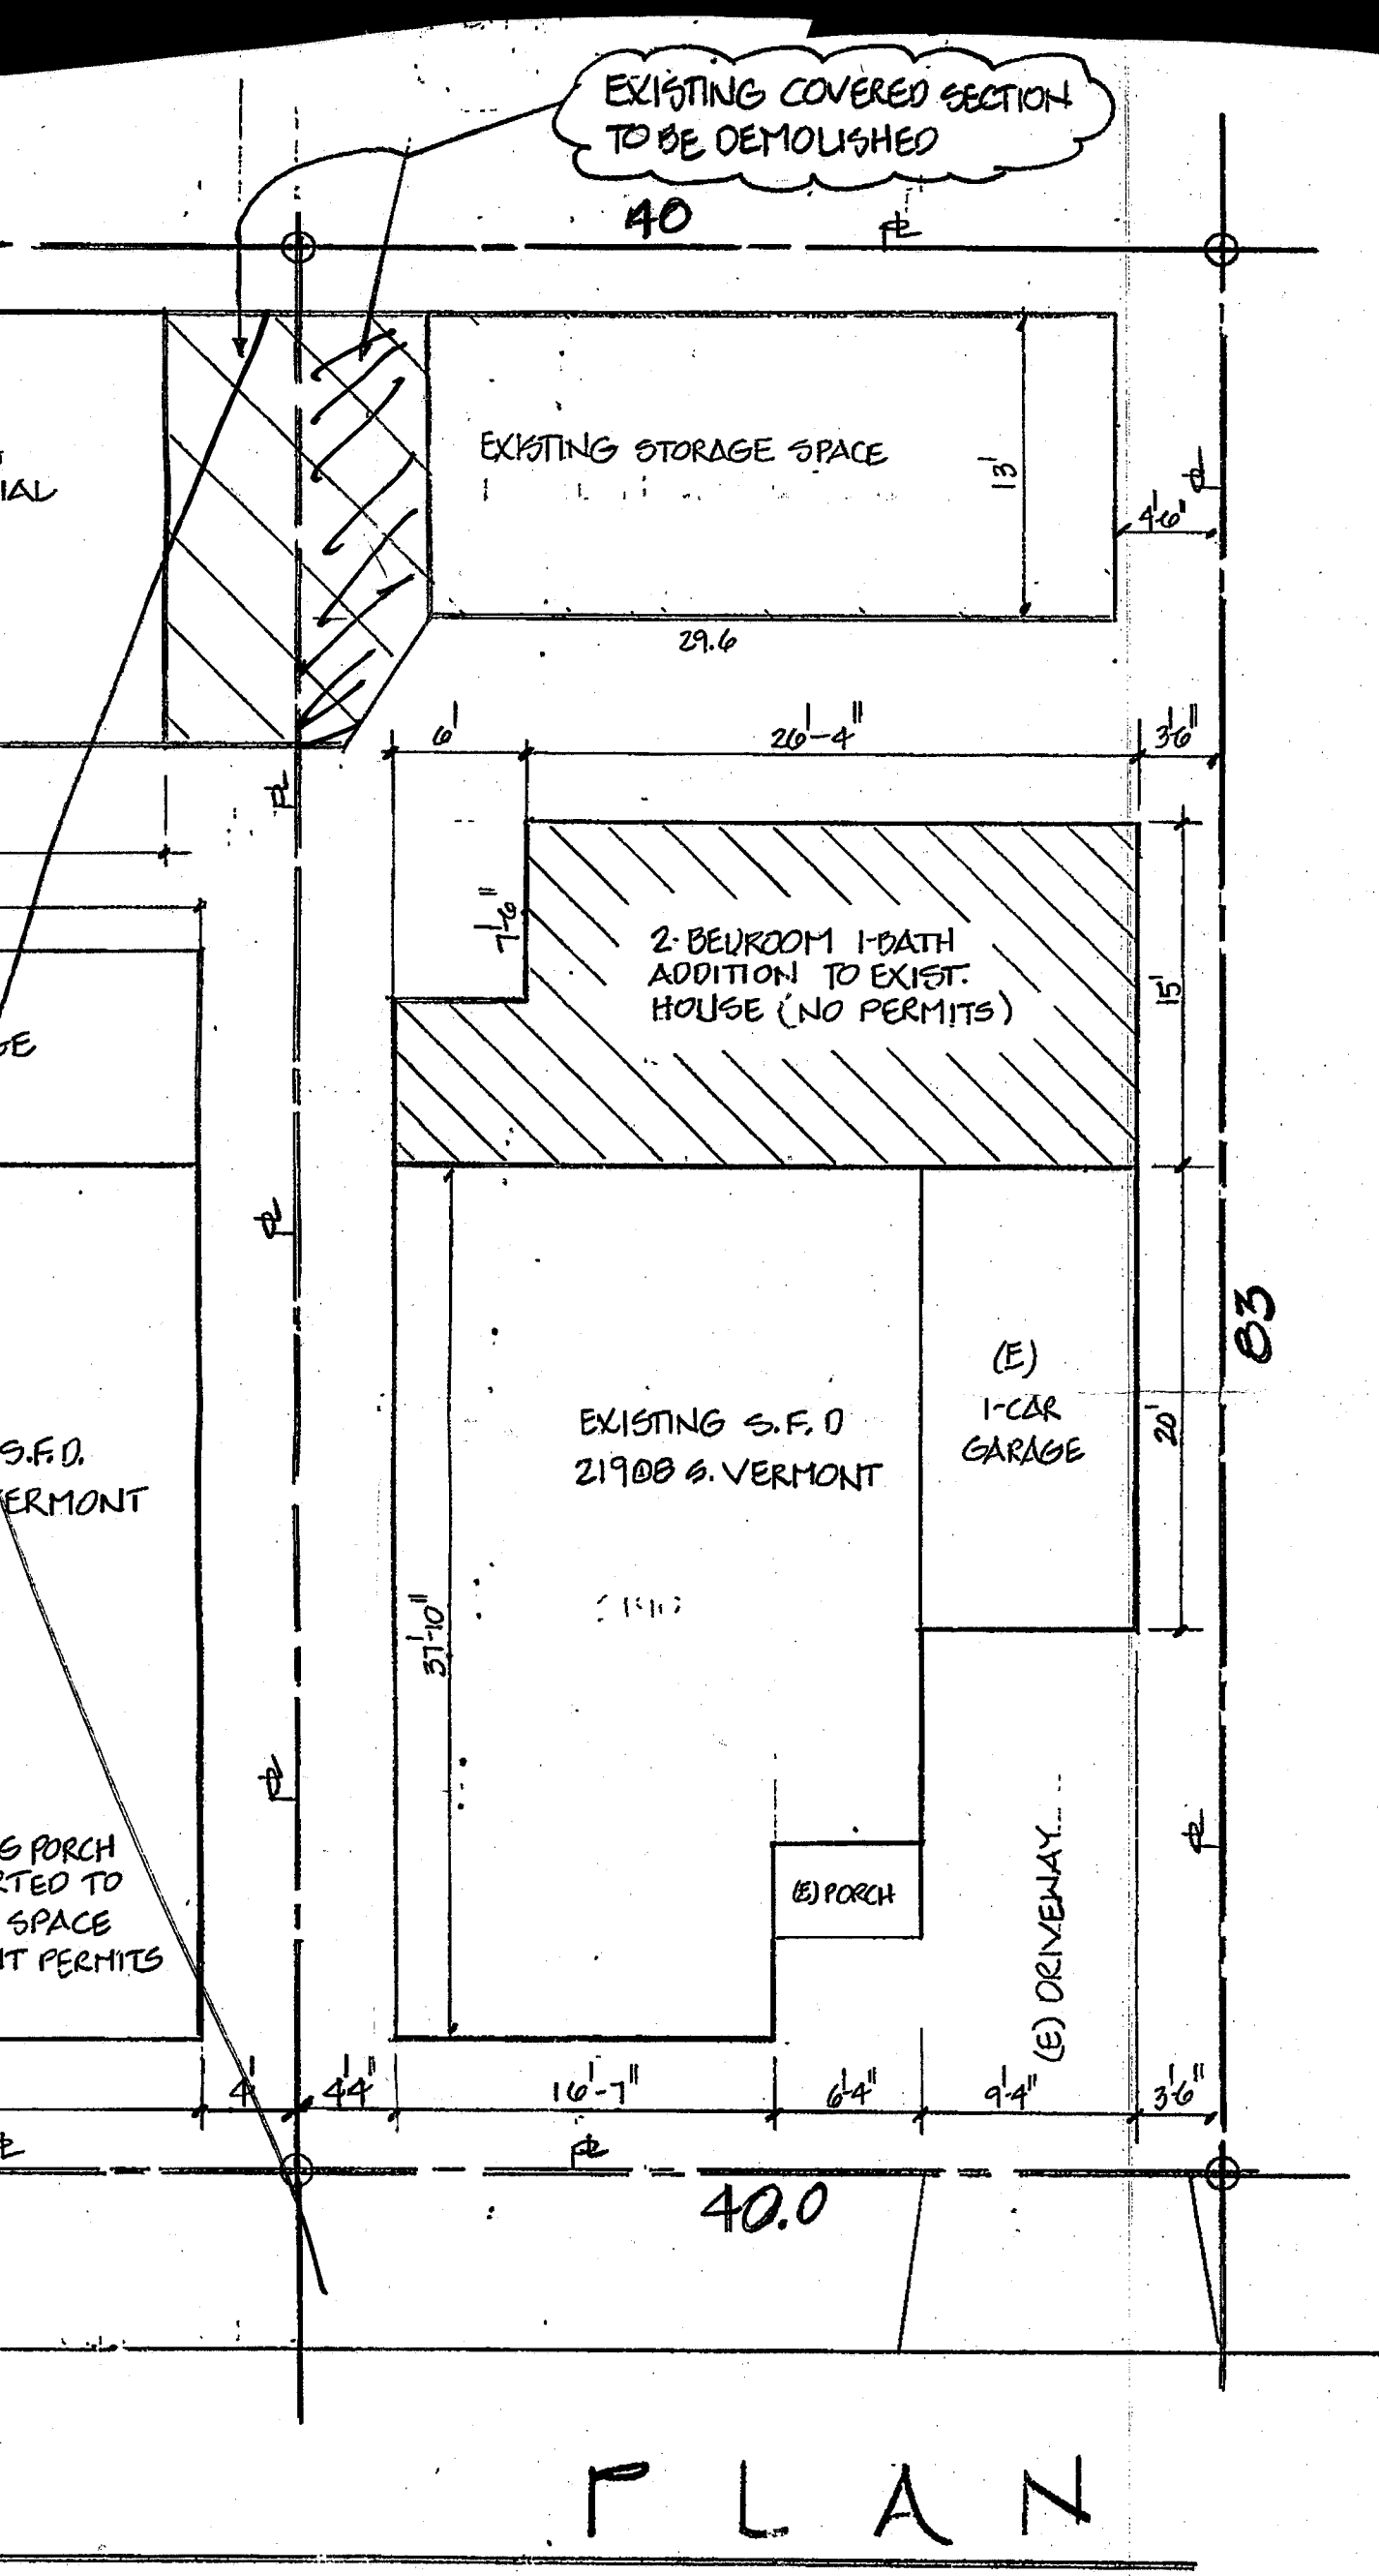 EXISTING COVERED SECTION
TO BE DEMOLISHED
40
EXISTING STORAGE SPACE
13'
4'6"
29.6
IAL
6'
26'-4"
3'6"
7'-6"
2-BEDROOM 1-BATH
ADDITION TO EXIST.
HOUSE (NO PERMITS)
15'
GE
83
(E)
1-CAR
GARAGE
20'
EXISTING S.F.D
S. VERMONT
S.F.D.
VERMONT
37'-10"
(E) PORCH
(E) DRIVEWAY
G PORCH
RTED TO
SPACE
UT PERMITS
4'
4'4"
16'-7"
6'-4"
9'-4"
3'6"
40.0
PLAN